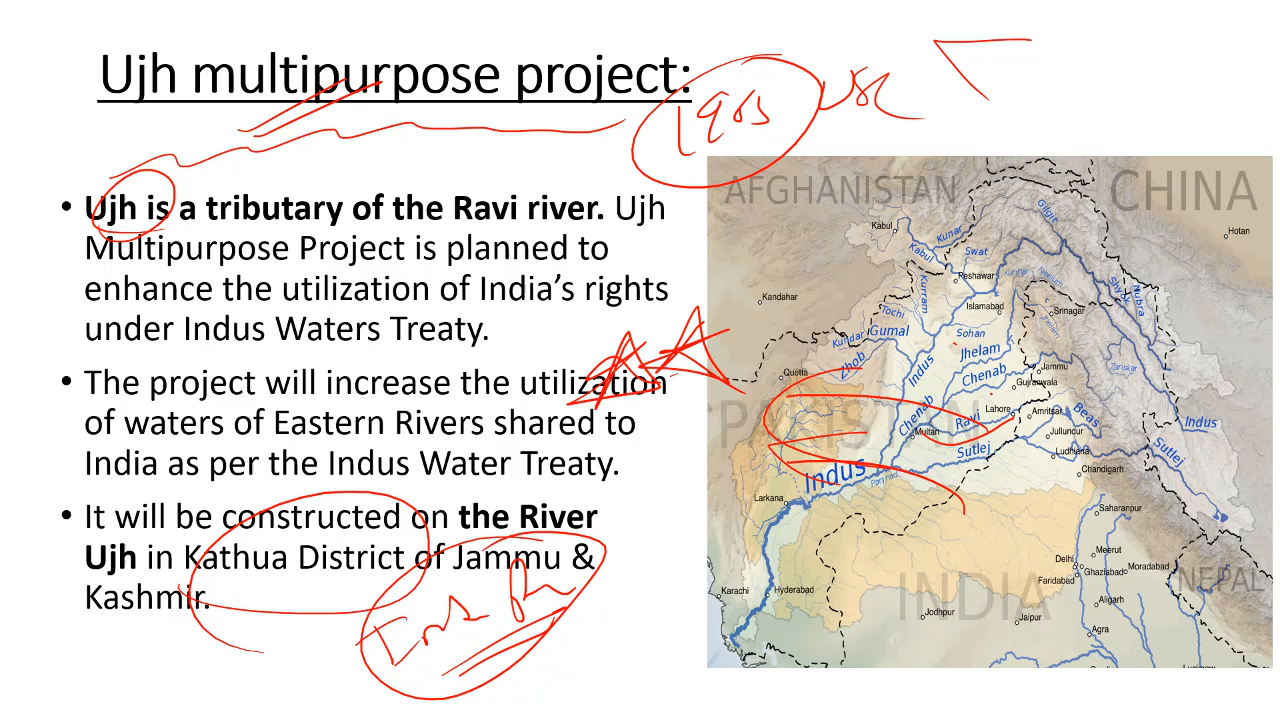 Ujh multipurpose project:
• Ujh is a tributary of the Ravi river. Ujh
Multipurpose Project is planned to
enhance the utilization of India's rights
under Indus Waters Treaty.
• The project will increase the utilization
of waters of Eastern Rivers shared to
India as per the Indus Water Treaty.
• It will be constructed on the River
Ujh in Kathua District of Jammu &
Kashmir.
AFGHANISTAN
CHINA
Gilgit
Kabul
Kunar
Hotan
Kabul
Swat
Peshawar
Kunhar
Neelum
Shyok
Nubra
Kandahar
Kurram
Islamabad
Srinagar
Tochi
Gumal
Kundar
Sohan
Jhelam
Jhelam
Zhob
Indus
Chenab
Jammu
Zanskar
Quetta
Gujranwala
Chenab
Ravi
Lahore
Amritsar
Beas
Indus
PAKISTAN
Multan
Jullundur
Sutlej
Ludhiana
Sutlej
Indus
Panjnad
Chandigarh
Larkana
Saharanpur
Meerut
Delhi
Ghaziabad
Moradabad
Faridabad
NEPAL
Karachi
Hyderabad
INDIA
Aligarh
Jodhpur
Jaipur
Agra
Lucknow